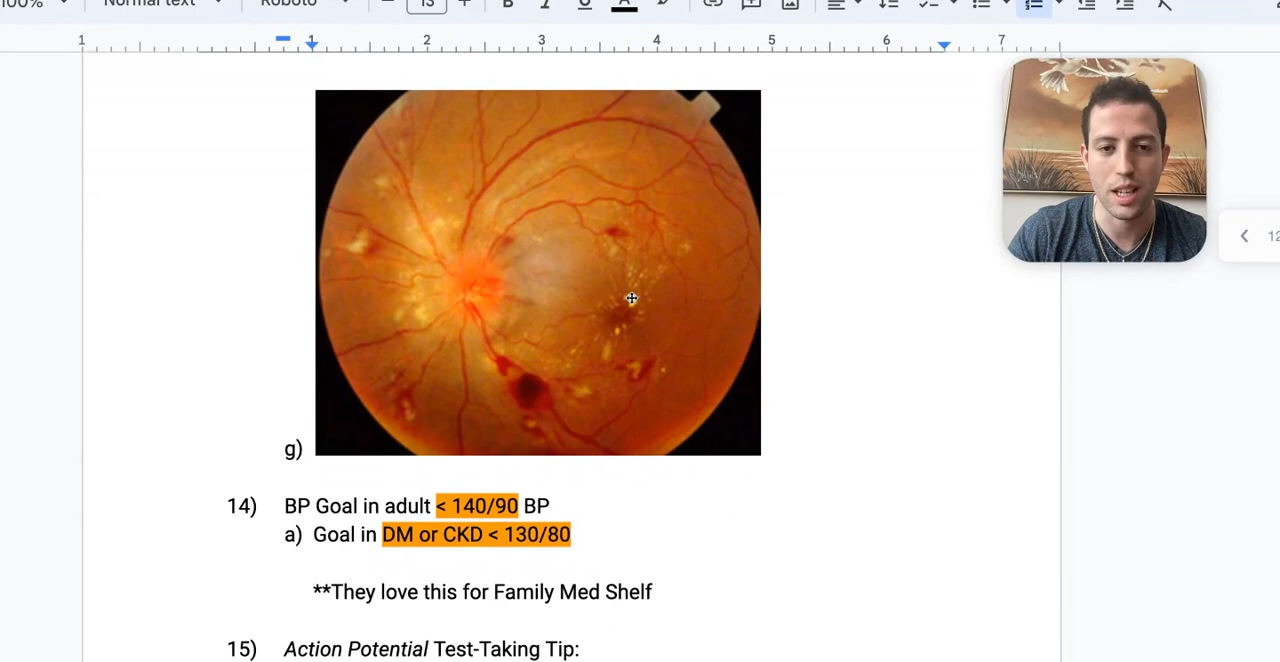 Normal text
Roboto
13
B I U A
1 1 2 3 4 5 6 7
g)
14) BP Goal in adult < 140/90 BP
a) Goal in DM or CKD < 130/80
**They love this for Family Med Shelf
15) Action Potential Test-Taking Tip: